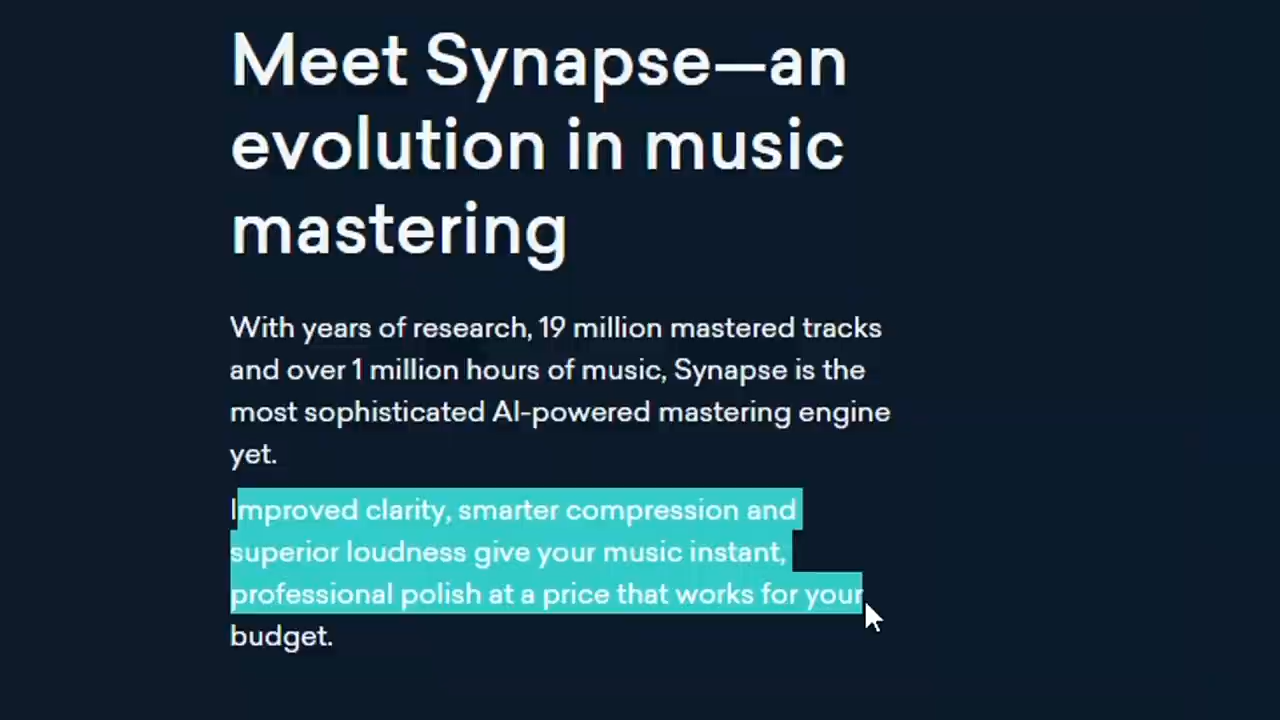 Meet Synapse—an
evolution in music
mastering
With years of research, 19 million mastered tracks
and over 1 million hours of music, Synapse is the
most sophisticated AI-powered mastering engine
yet.
Improved clarity, smarter compression and
superior loudness give your music instant,
professional polish at a price that works for your
budget.